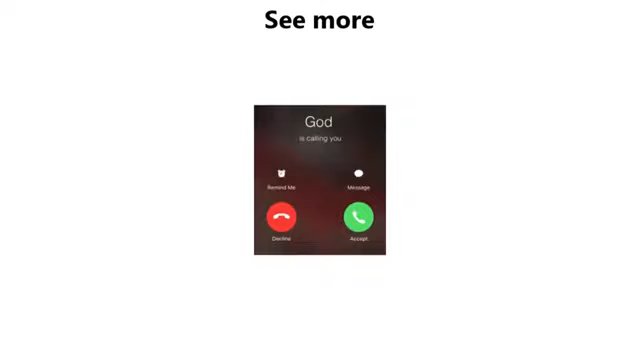 See more
God
is calling you
Remind Me
Message
Decline
Accept